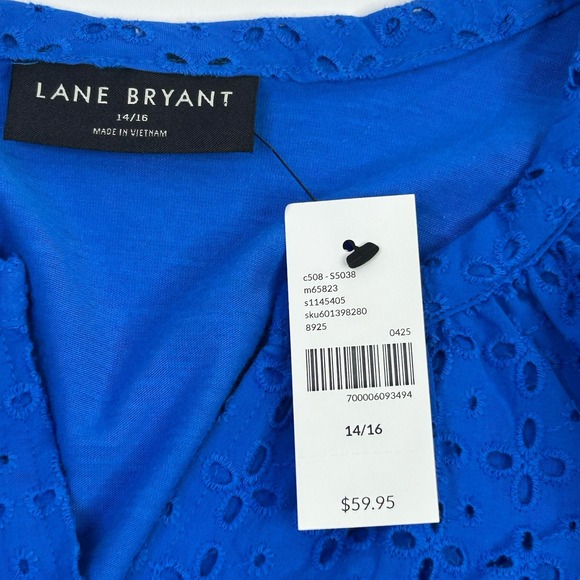 LANE BRYANT
14/16
MADE IN VIETNAM
c508 - S5038
m65823
s1145405
sku601398280
8925
0425
700006093494
14/16
$59.95